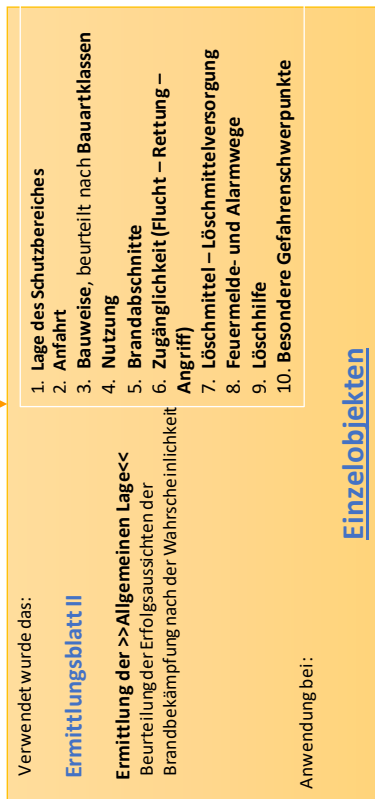 Verwendet wurde das:
Ermittlungsblatt II
Ermittlung der >>Allgemeinen Lage<<
Beurteilung der Erfolgsaussichten der
Brandbekämpfung nach der Wahrscheinlichkeit
1. Lage des Schutzbereiches
2. Anfahrt
3. Bauweise, beurteilt nach Bauartklassen
4. Nutzung
5. Brandabschnitte
6. Zugänglichkeit (Flucht – Rettung –
Angriff)
7. Löschmittel – Löschmittelversorgung
8. Feuermelde- und Alarmwege
9. Löschhilfe
10. Besondere Gefahrenschwerpunkte
Anwendung bei:
Einzelobjekten